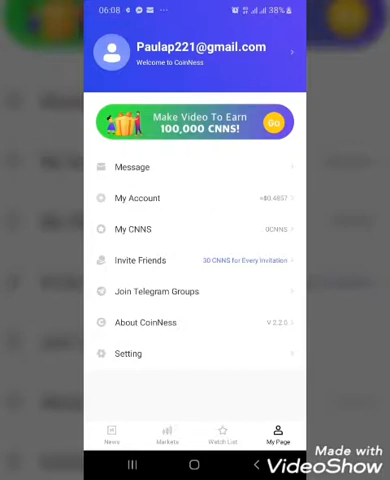 06:08
38%
Paulap221@gmail.com
Welcome to CoinNess
Make Video To Earn
100,000 CNNS!
Go
Message
My Account
≈$0.4857
My CNNS
0CNNS
Invite Friends
30 CNNS for Every Invitation
Join Telegram Groups
About CoinNess
V 2.2.0
Setting
News
Markets
Watch List
My Page
Made with
VideoShow